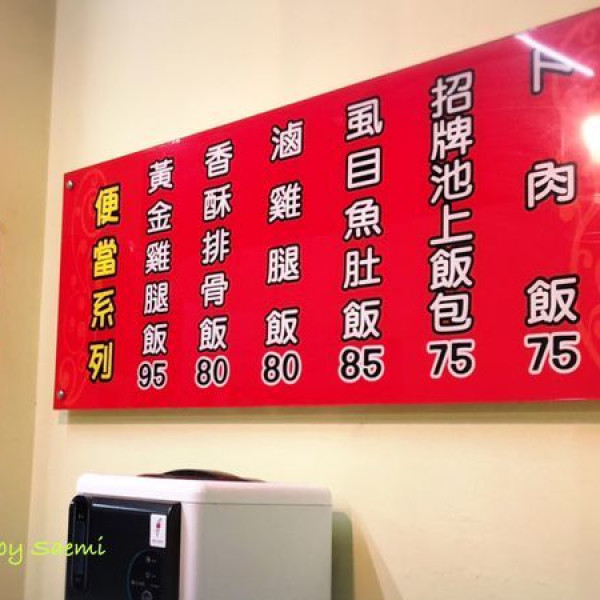 便當系列
黃金雞腿飯 95
香酥排骨飯 80
滷雞腿飯 80
虱目魚肚飯 85
招牌池上飯包 75
卜肉飯 75
by Saemi